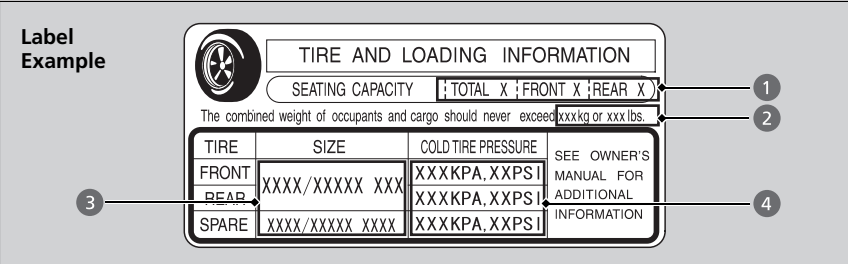 Label
Example
TIRE AND LOADING INFORMATION
SEATING CAPACITY TOTAL X FRONT X REAR X
1
The combined weight of occupants and cargo should never exceed xxxkg or xxx lbs.
2
TIRE SIZE COLD TIRE PRESSURE
SEE OWNER'S
MANUAL FOR
ADDITIONAL
INFORMATION
FRONT XXXX/XXXXX XXX XXXKPA,XXPSI
REAR XXXKPA,XXPSI
SPARE XXXX/XXXXX XXXX XXXKPA,XXPSI
3
4